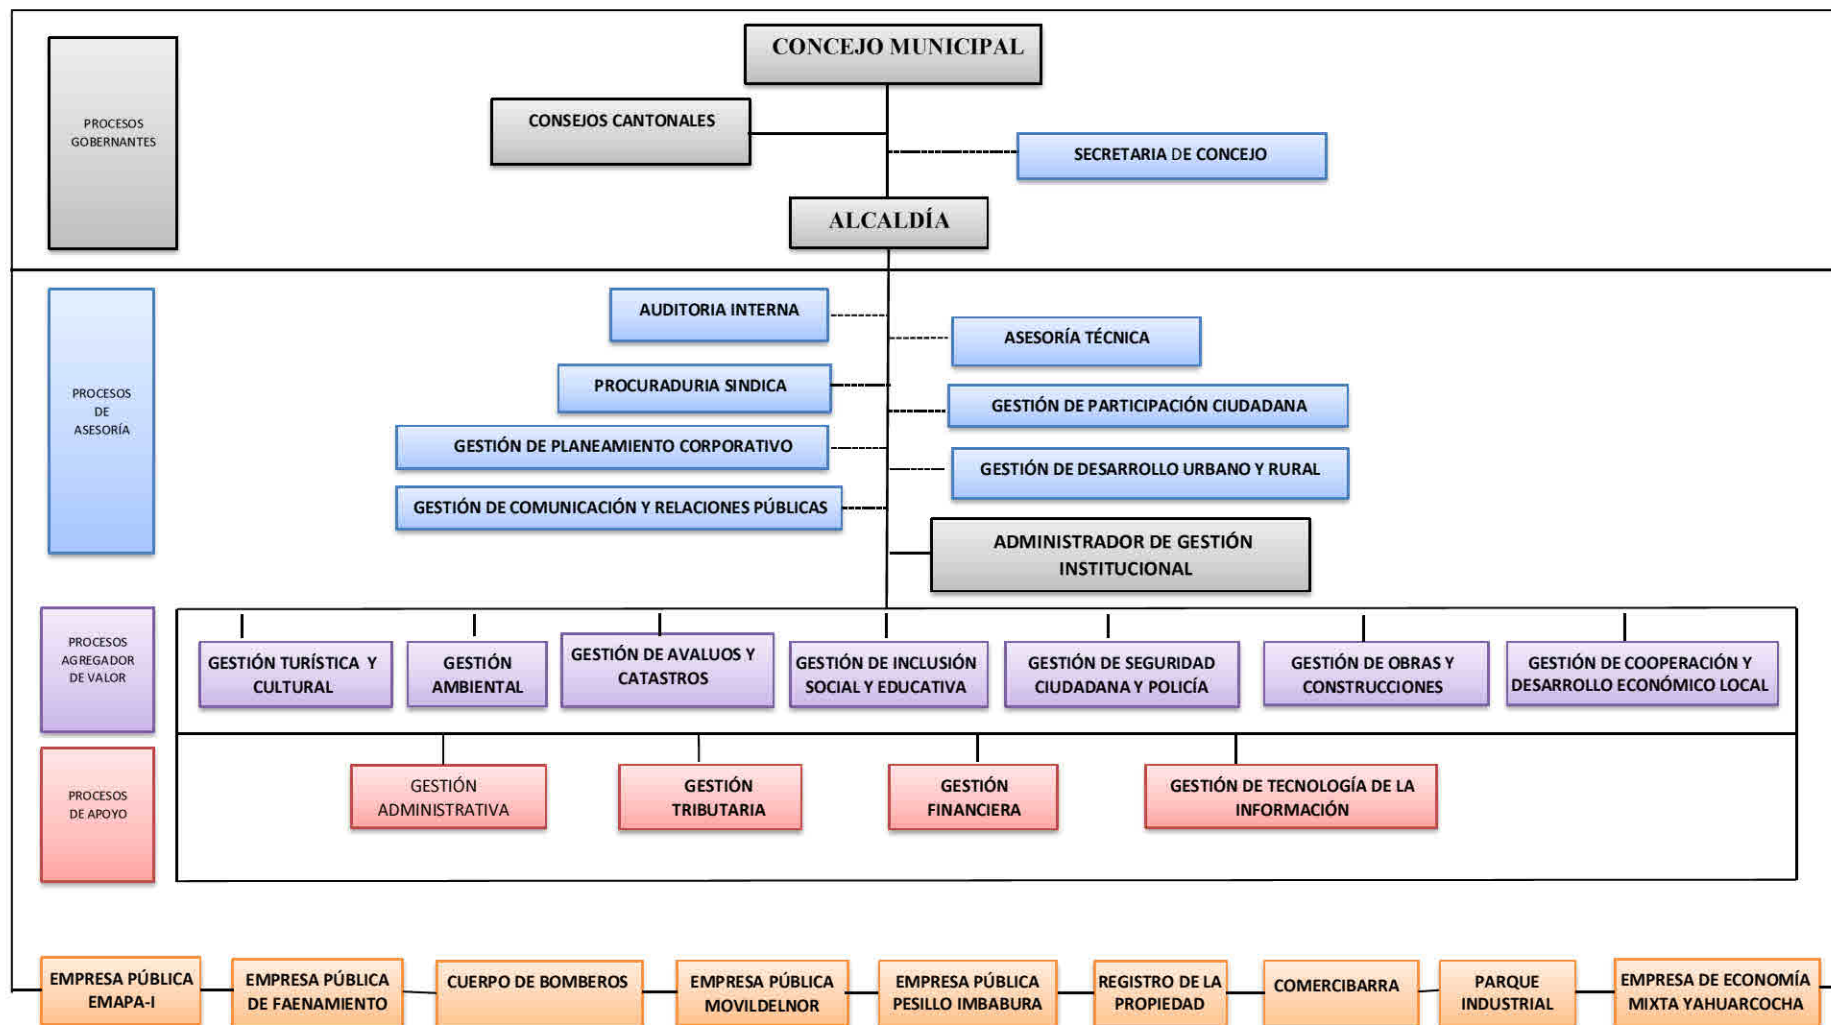 CONCEJO MUNICIPAL
PROCESOS
GOBERNANTES
CONSEJOS CANTONALES
SECRETARIA DE CONCEJO
ALCALDÍA
PROCESOS
DE
ASESORÍA
AUDITORIA INTERNA
ASESORÍA TÉCNICA
PROCURADURIA SINDICA
GESTIÓN DE PARTICIPACIÓN CIUDADANA
GESTIÓN DE PLANEAMIENTO CORPORATIVO
GESTIÓN DE DESARROLLO URBANO Y RURAL
GESTIÓN DE COMUNICACIÓN Y RELACIONES PÚBLICAS
ADMINISTRADOR DE GESTIÓN
INSTITUCIONAL
PROCESOS
AGREGADOR
DE VALOR
GESTIÓN TURÍSTICA Y
CULTURAL
GESTIÓN
AMBIENTAL
GESTIÓN DE AVALUOS Y
CATASTROS
GESTIÓN DE INCLUSIÓN
SOCIAL Y EDUCATIVA
GESTIÓN DE SEGURIDAD
CIUDADANA Y POLICÍA
GESTIÓN DE OBRAS Y
CONSTRUCCIONES
GESTIÓN DE COOPERACIÓN Y
DESARROLLO ECONÓMICO LOCAL
PROCESOS
DE APOYO
GESTIÓN
ADMINISTRATIVA
GESTIÓN
TRIBUTARIA
GESTIÓN
FINANCIERA
GESTIÓN DE TECNOLOGÍA DE LA
INFORMACIÓN
EMPRESA PÚBLICA
EMAPA-I
EMPRESA PÚBLICA
DE FAENAMIENTO
CUERPO DE BOMBEROS
EMPRESA PÚBLICA
MOVILDELNOR
EMPRESA PÚBLICA
PESILLO IMBABURA
REGISTRO DE LA
PROPIEDAD
COMERCIBARRA
PARQUE
INDUSTRIAL
EMPRESA DE ECONOMÍA
MIXTA YAHUARCOCHA